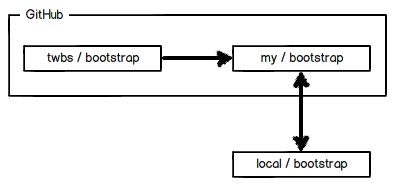 GitHub
twbs / bootstrap
my / bootstrap
local / bootstrap